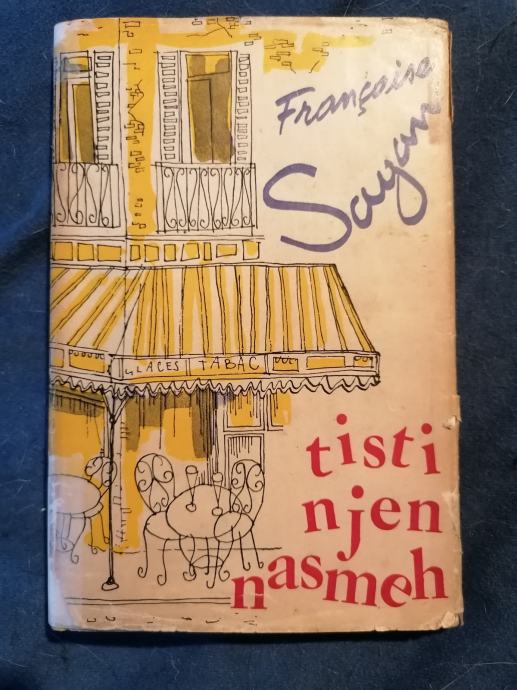 Françoise
Sagan
GLACES TABAC
tisti
njen
nasmeh